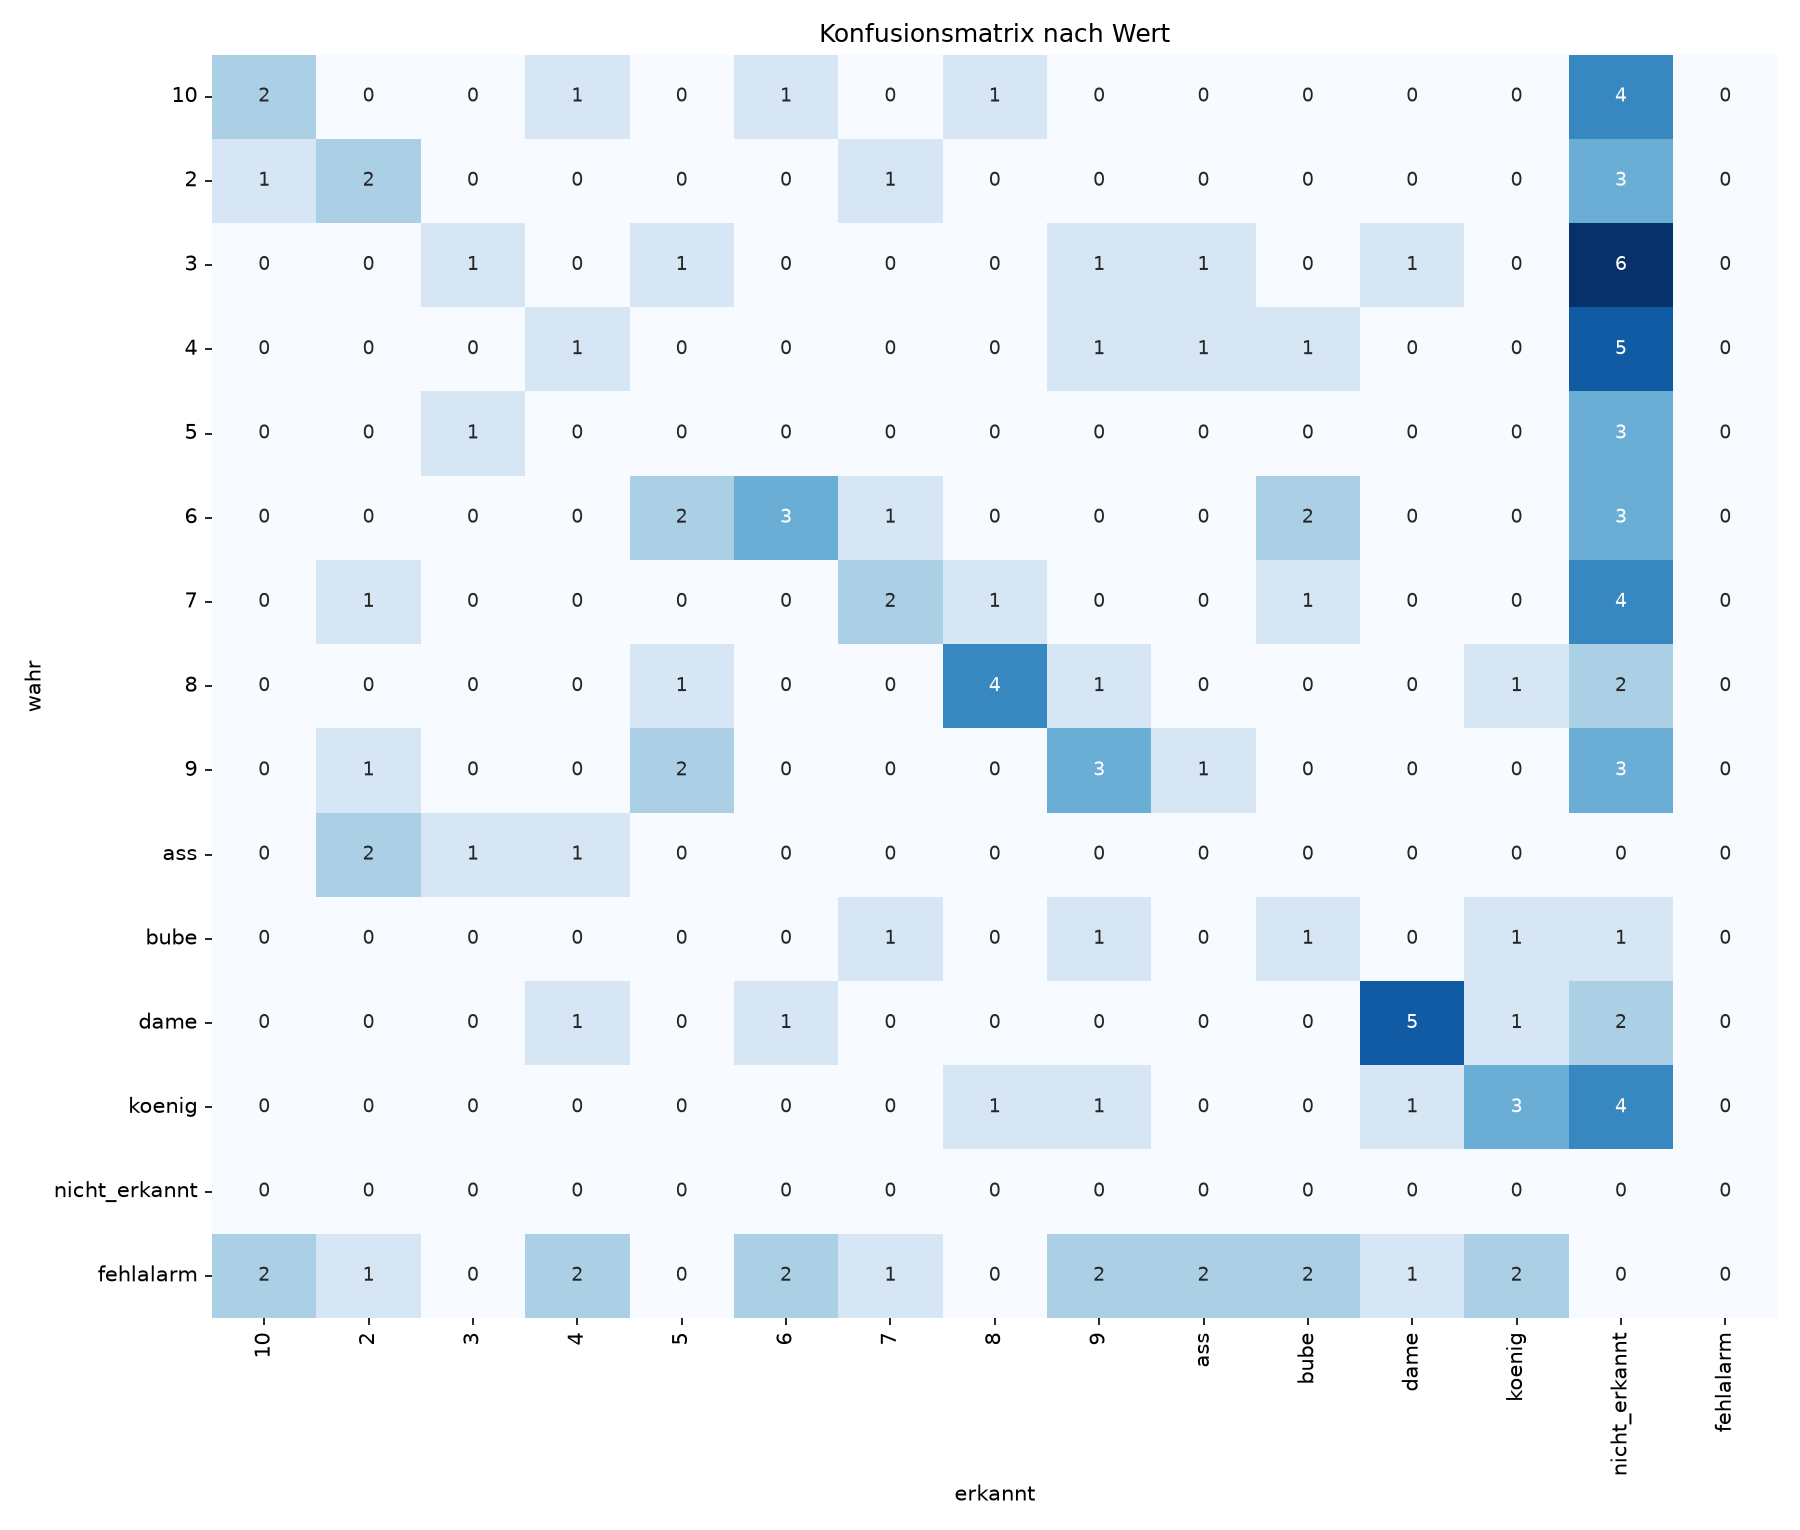 Konfusionsmatrix nach Wert
10 2 0 0 1 0 1 0 1 0 0 0 0 0 4 0
2 1 2 0 0 0 0 1 0 0 0 0 0 0 3 0
3 0 0 1 0 1 0 0 0 1 1 0 1 0 6 0
4 0 0 0 1 0 0 0 0 1 1 1 0 0 5 0
5 0 0 1 0 0 0 0 0 0 0 0 0 0 3 0
6 0 0 0 0 2 3 1 0 0 0 2 0 0 3 0
7 0 1 0 0 0 0 2 1 0 0 1 0 0 4 0
wahr
8 0 0 0 0 1 0 0 4 1 0 0 0 1 2 0
9 0 1 0 0 2 0 0 0 3 1 0 0 0 3 0
ass 0 2 1 1 0 0 0 0 0 0 0 0 0 0 0
bube 0 0 0 0 0 0 1 0 1 0 1 0 1 1 0
dame 0 0 0 1 0 1 0 0 0 0 0 5 1 2 0
koenig 0 0 0 0 0 0 0 1 1 0 0 1 3 4 0
nicht_erkannt 0 0 0 0 0 0 0 0 0 0 0 0 0 0 0
fehlalarm 2 1 0 2 0 2 1 0 2 2 2 1 2 0 0
10 2 3 4 5 6 7 8 9 ass bube dame koenig nicht_erkannt fehlalarm
erkannt